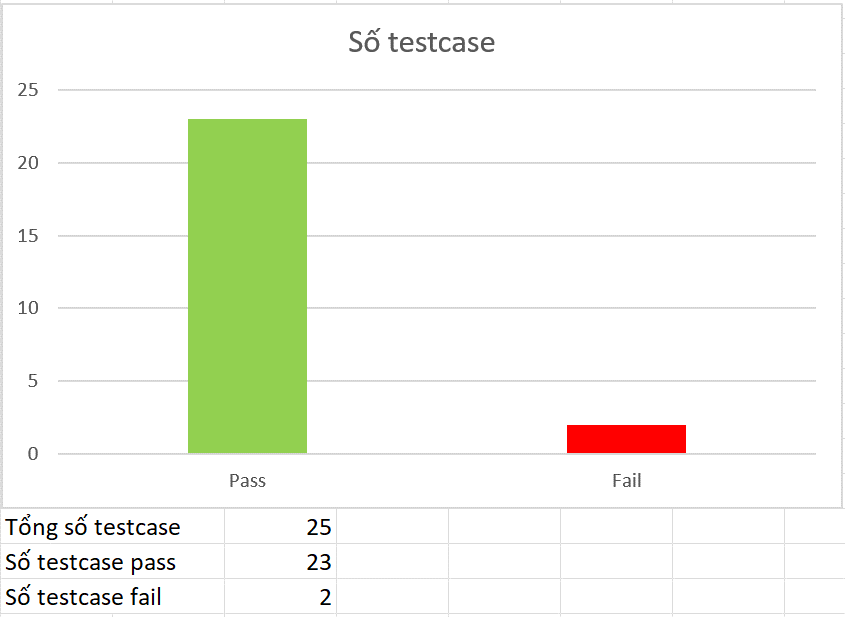 Số testcase
25
20
15
10
5
0
Pass Fail
Tổng số testcase 25
Số testcase pass 23
Số testcase fail 2